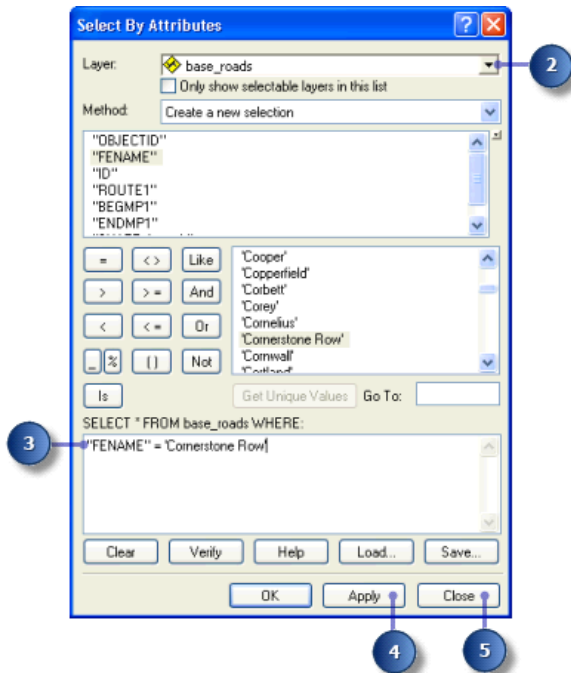 Select By Attributes
Layer: base_roads
2
Only show selectable layers in this list
Method: Create a new selection
"OBJECTID"
"FENAME"
"ID"
"ROUTE1"
"BEGMP1"
"ENDMP1"
= <> Like
> >= And
< <= Or
_ % () Not
Is
'Cooper'
'Copperfield'
'Corbett'
'Corey'
'Cornelius'
'Cornerstone Row'
'Cornwall'
'Cortland'
Get Unique Values Go To:
SELECT * FROM base_roads WHERE:
3
"FENAME" = 'Cornerstone Row'
Clear Verify Help Load... Save...
OK Apply Close
4 5